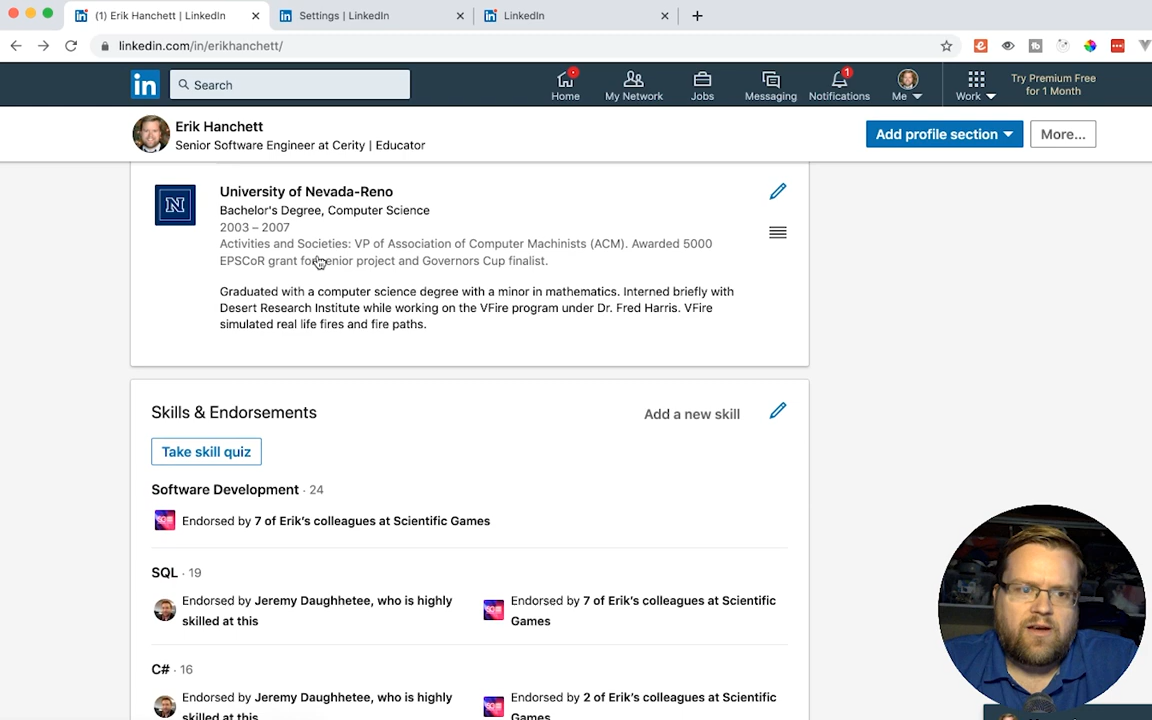 (1) Erik Hanchett | LinkedIn
Settings | LinkedIn
LinkedIn
linkedin.com/in/erikhanchett/
in
Search
Home
My Network
Jobs
Messaging
1
Notifications
Me
Work
Try Premium Free
for 1 Month
Erik Hanchett
Senior Software Engineer at Cerity | Educator
Add profile section
More...
N
University of Nevada-Reno
Bachelor's Degree, Computer Science
2003 – 2007
Activities and Societies: VP of Association of Computer Machinists (ACM). Awarded 5000
EPSCoR grant for senior project and Governors Cup finalist.
Graduated with a computer science degree with a minor in mathematics. Interned briefly with
Desert Research Institute while working on the VFire program under Dr. Fred Harris. VFire
simulated real life fires and fire paths.
Skills & Endorsements
Add a new skill
Take skill quiz
Software Development · 24
Endorsed by 7 of Erik's colleagues at Scientific Games
SQL · 19
Endorsed by Jeremy Daughhetee, who is highly
skilled at this
Endorsed by 7 of Erik's colleagues at Scientific
Games
C# · 16
Endorsed by Jeremy Daughhetee, who is highly
skilled at this
Endorsed by 2 of Erik's colleagues at Scientific
Games